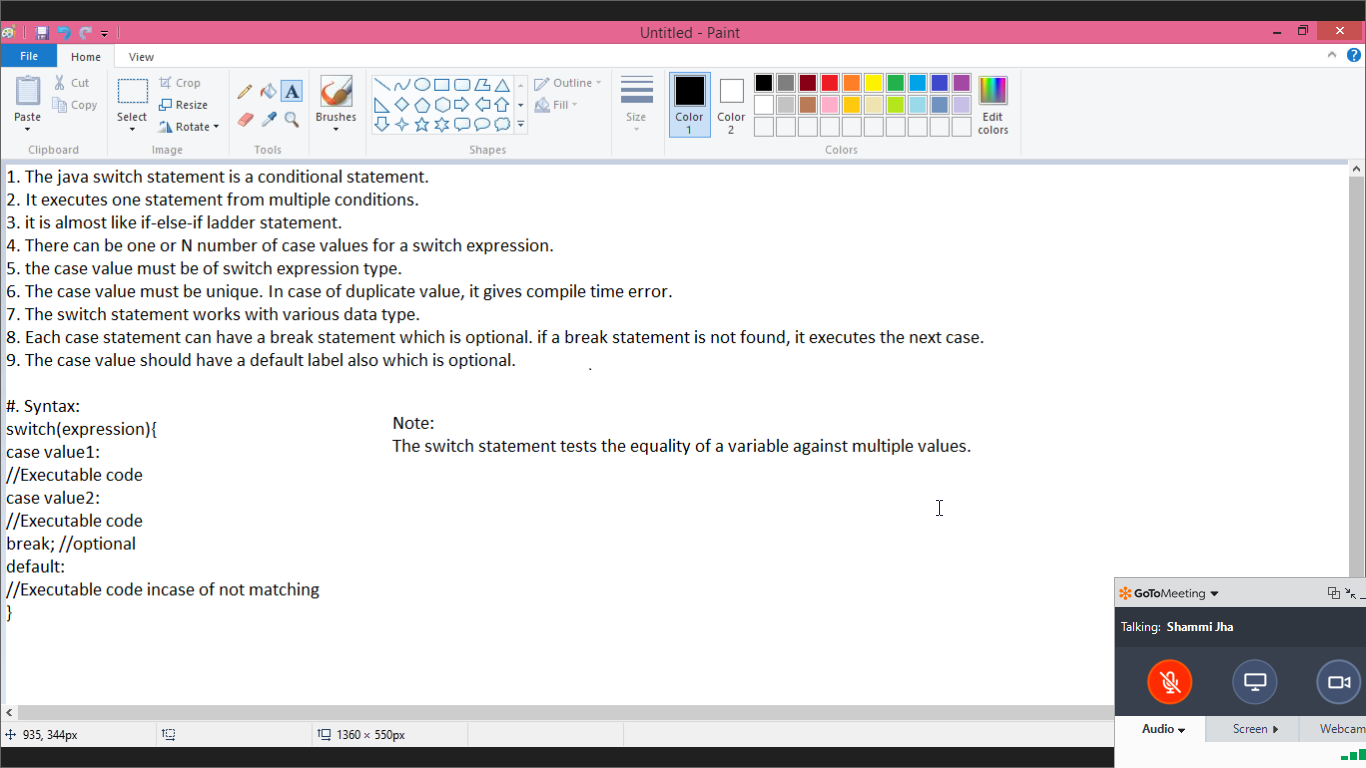 Untitled - Paint
File
Home
View
Paste
Cut
Copy
Clipboard
Select
Crop
Resize
Rotate
Image
A
Tools
Brushes
Outline
Fill
Shapes
Size
Color
1
Color
2
Edit
colors
Colors
1. The java switch statement is a conditional statement.
2. It executes one statement from multiple conditions.
3. it is almost like if-else-if ladder statement.
4. There can be one or N number of case values for a switch expression.
5. the case value must be of switch expression type.
6. The case value must be unique. In case of duplicate value, it gives compile time error.
7. The switch statement works with various data type.
8. Each case statement can have a break statement which is optional. if a break statement is not found, it executes the next case.
9. The case value should have a default label also which is optional.
#. Syntax:
switch(expression){
case value1:
//Executable code
case value2:
//Executable code
break; //optional
default:
//Executable code incase of not matching
}
Note:
The switch statement tests the equality of a variable against multiple values.
GoToMeeting
Talking: Shammi Jha
Audio
Screen
Webcam
935, 344px
1360 × 550px